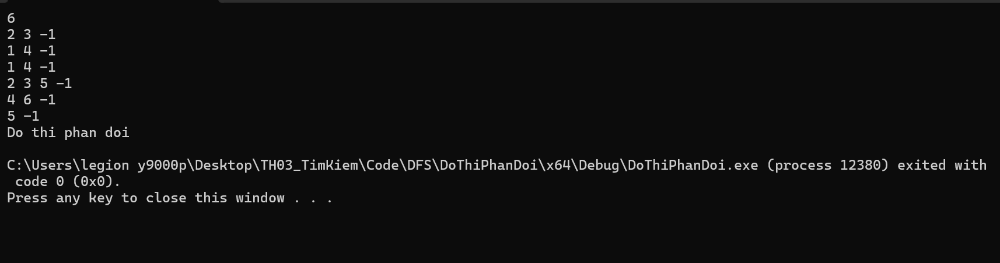 6
2 3 -1
1 4 -1
1 4 -1
2 3 5 -1
4 6 -1
5 -1
Do thi phan doi
C:\Users\legion y9000p\Desktop\TH03_TimKiem\Code\DFS\DoThiPhanDoi\x64\Debug\DoThiPhanDoi.exe (process 12380) exited with
code 0 (0x0).
Press any key to close this window . . .